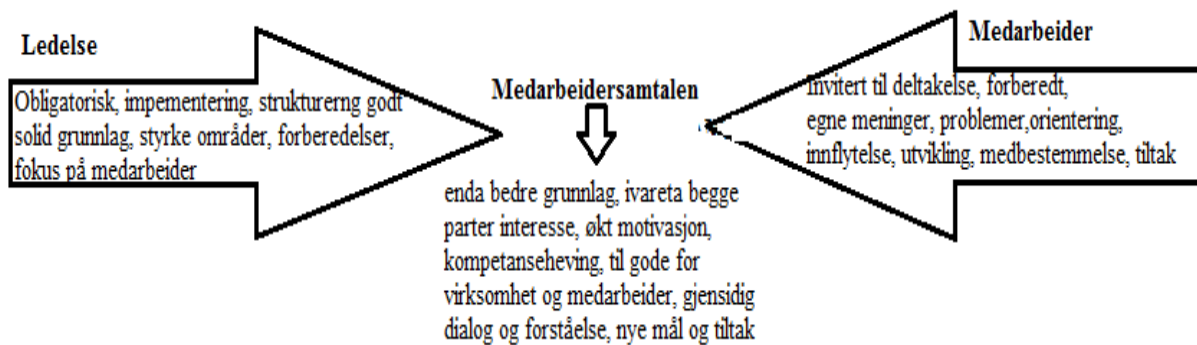 Ledelse
Obligatorisk, impementering, strukturerng godt
solid grunnlag, styrke områder, forberedelser,
fokus på medarbeider
Medarbeidersamtalen
enda bedre grunnlag, ivareta begge
parter interesse, økt motivasjon,
kompetanseheving, til gode for
virksomhet og medarbeider, gjensidig
dialog og forståelse, nye mål og tiltak
Medarbeider
Invitert til deltakelse, forberedt,
egne meninger, problemer,orientering,
innflytelse, utvikling, medbestemmelse, tiltak